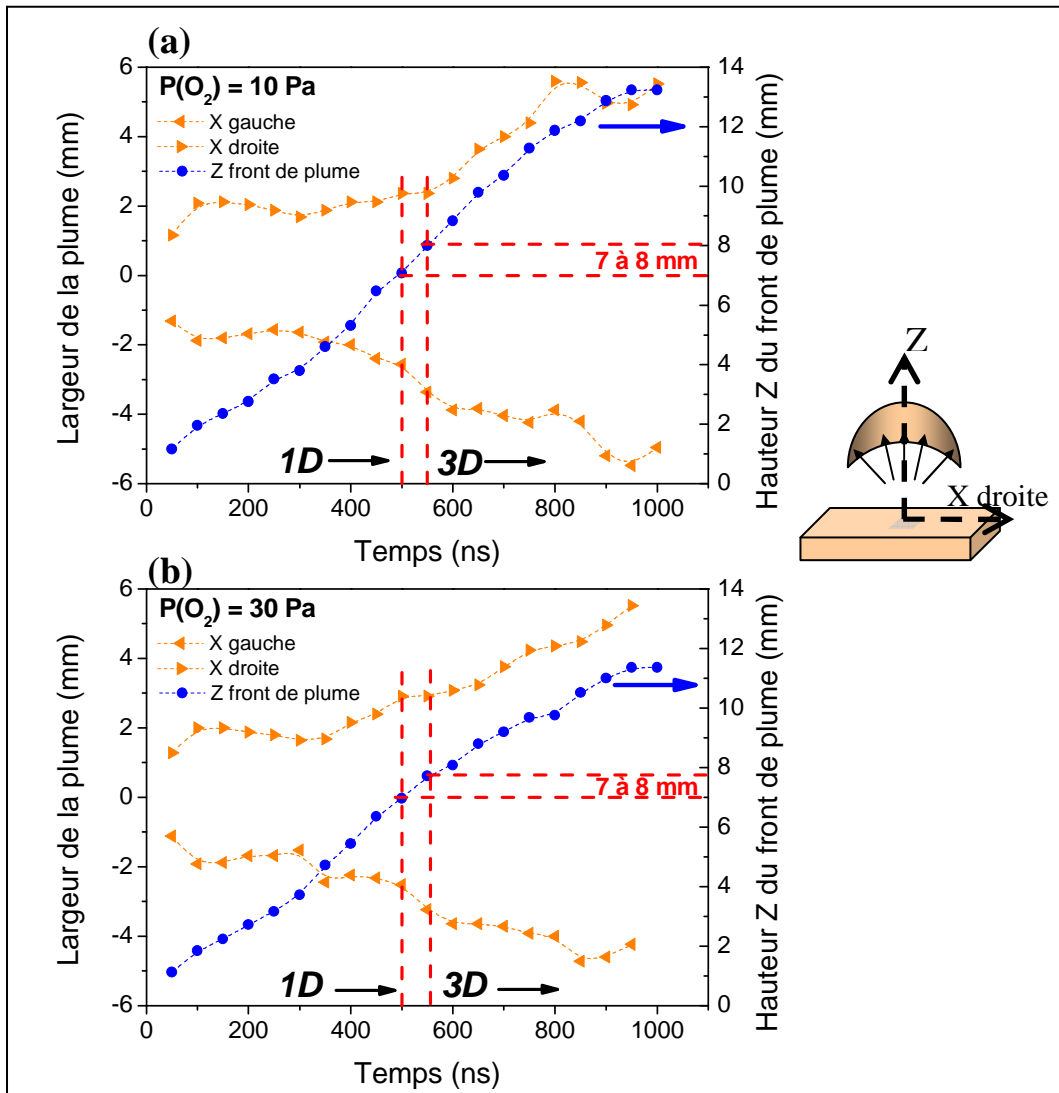 (a)
P(O2) = 10 Pa
X gauche
X droite
Z front de plume
7 à 8 mm
1D
3D
6
4
2
0
-2
-4
-6
Largeur de la plume (mm)
14
12
10
8
6
4
2
0
Hauteur Z du front de plume (mm)
0 200 400 600 800 1000
Temps (ns)
Z
X droite
(b)
P(O2) = 30 Pa
X gauche
X droite
Z front de plume
7 à 8 mm
1D
3D
6
4
2
0
-2
-4
-6
Largeur de la plume (mm)
14
12
10
8
6
4
2
0
Hauteur Z du front de plume (mm)
0 200 400 600 800 1000
Temps (ns)